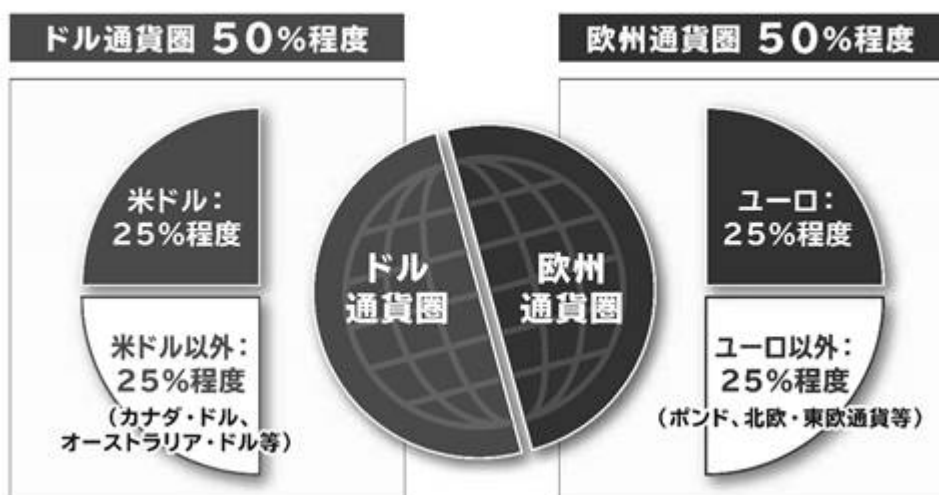 ドル通貨圏 50%程度
欧州通貨圏 50%程度
米ドル：
25%程度
米ドル以外：
25%程度
（カナダ・ドル、
オーストラリア・ドル等）
ドル
通貨圏
欧州
通貨圏
ユーロ：
25%程度
ユーロ以外：
25%程度
（ポンド、北欧・東欧通貨等）